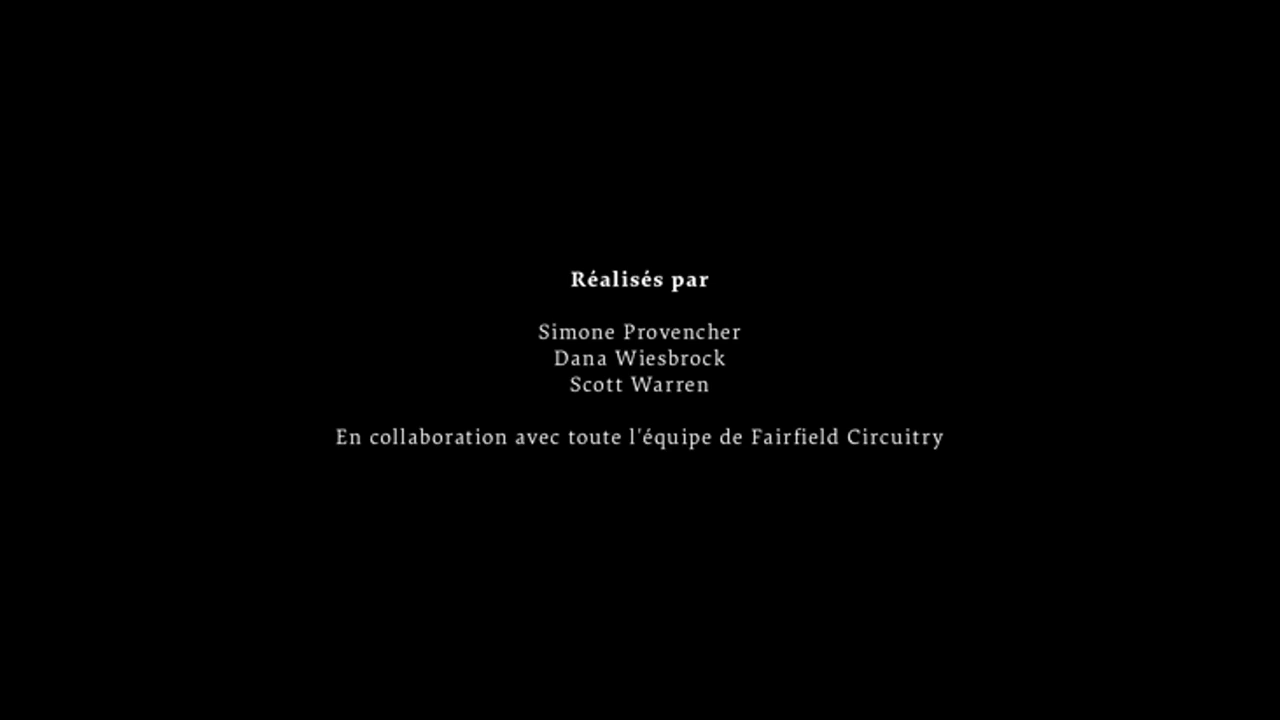 Réalisés par
Simone Provencher
Dana Wiesbrock
Scott Warren
En collaboration avec toute l'équipe de Fairfield Circuitry